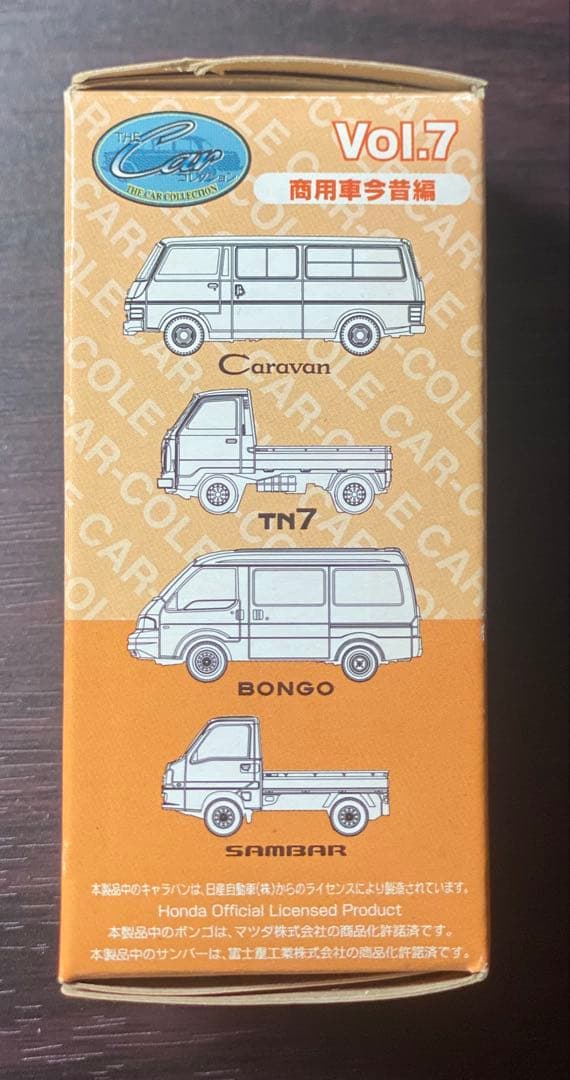 THE
Car
コレクション
THE CAR COLLECTION
Vol.7
商用車今昔編
CAR-COLE CAR-COLE
Caravan
TN7
BONGO
SAMBAR
本製品中のキャラバンは、日産自動車(株)からのライセンスにより製造されています。
Honda Official Licensed Product
本製品中のボンゴは、マツダ株式会社の商品化許諾済です。
本製品中のサンバーは、富士重工業株式会社の商品化許諾済です。